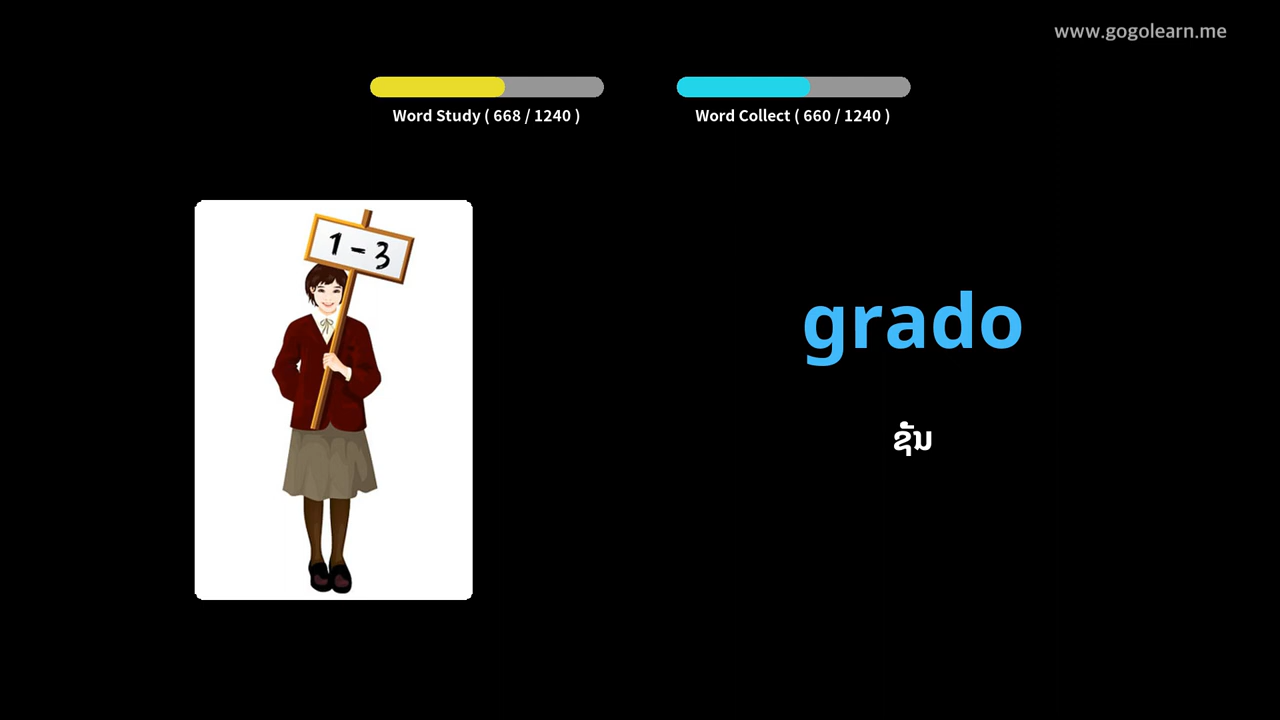 www.gogolearn.me
Word Study ( 668 / 1240 )
Word Collect ( 660 / 1240 )
1 - 3
grado
ຊັ້ນ